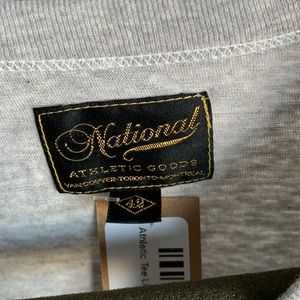 National
ATHLETIC GOODS
VANCOUVER-TORONTO-MONTREAL
42
Athletic Tee L